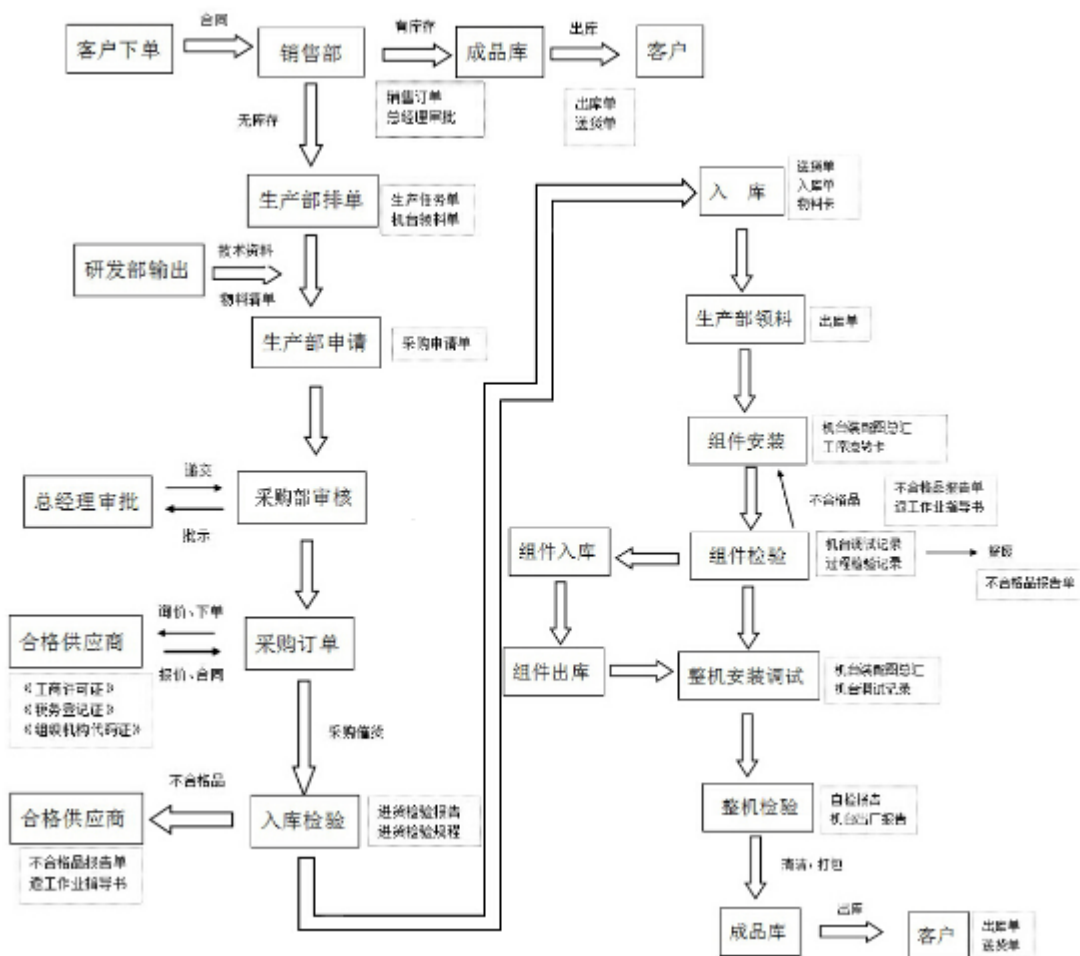 客户下单
合同
销售部
有库存
成品库
出库
客户
销售订单
总经理审批
出库单
送货单
无库存
生产部排单
生产任务单
机台领料单
研发部输出
技术资料
物料清单
生产部申请
采购申请单
总经理审批
递交
批示
采购部审核
合格供应商
询价、下单
报价、合同
采购订单
《工商许可证》
《税务登记证》
《组织机构代码证》
采购催货
合格供应商
不合格品
入库检验
进货检验报告
进货检验规程
不合格品报告单
返工作业指导书
入 库
送货单
入库单
物料卡
生产部领料
出库单
组件安装
机台装配图总汇
工序流转卡
不合格品
不合格品报告单
返工作业指导书
组件入库
组件检验
机台调试记录
过程检验记录
报废
不合格品报告单
组件出库
整机安装调试
机台装配图总汇
机台调试记录
整机检验
自检报告
机台出厂报告
清洁，打包
成品库
出库
客户
出库单
送货单